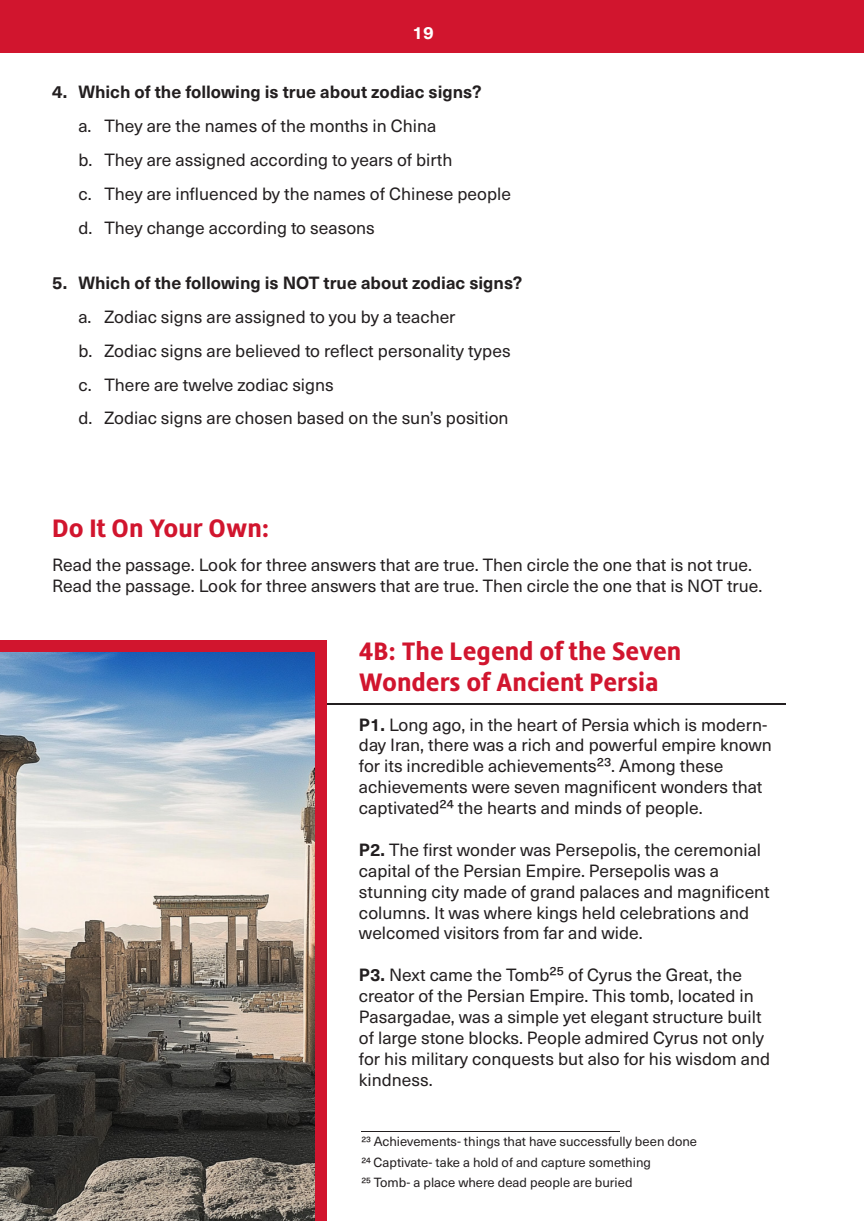 19
4. Which of the following is true about zodiac signs?
a. They are the names of the months in China
b. They are assigned according to years of birth
c. They are influenced by the names of Chinese people
d. They change according to seasons
5. Which of the following is NOT true about zodiac signs?
a. Zodiac signs are assigned to you by a teacher
b. Zodiac signs are believed to reflect personality types
c. There are twelve zodiac signs
d. Zodiac signs are chosen based on the sun's position
Do It On Your Own:
Read the passage. Look for three answers that are true. Then circle the one that is not true.
Read the passage. Look for three answers that are true. Then circle the one that is NOT true.
4B: The Legend of the Seven
Wonders of Ancient Persia
P1. Long ago, in the heart of Persia which is modern-
day Iran, there was a rich and powerful empire known
for its incredible achievements²³. Among these
achievements were seven magnificent wonders that
captivated²⁴ the hearts and minds of people.
P2. The first wonder was Persepolis, the ceremonial
capital of the Persian Empire. Persepolis was a
stunning city made of grand palaces and magnificent
columns. It was where kings held celebrations and
welcomed visitors from far and wide.
P3. Next came the Tomb²⁵ of Cyrus the Great, the
creator of the Persian Empire. This tomb, located in
Pasargadae, was a simple yet elegant structure built
of large stone blocks. People admired Cyrus not only
for his military conquests but also for his wisdom and
kindness.
²³ Achievements- things that have successfully been done
²⁴ Captivate- take a hold of and capture something
²⁵ Tomb- a place where dead people are buried